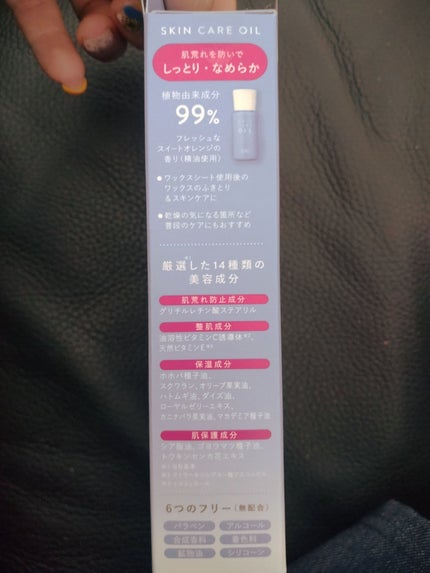 SKIN CARE OIL
肌荒れを防いで
しっとり・なめらか
植物由来成分
99%
フレッシュな
スイートオレンジの
香り(精油使用)
●ワックスシート使用後の
ワックスのふきとり
&スキンケアに
●乾燥の気になる箇所など
普段のケアにもおすすめ
厳選した14種類の
美容成分
肌荒れ防止成分
グリチルレチン酸ステアリル
整肌成分
油溶性ビタミンC誘導体※2、
天然ビタミンE※3
保湿成分
ホホバ種子油、
スクワラン、オリーブ果実油、
ハトムギ油、ダイズ油、
ローヤルゼリーエキス、
カニナバラ果実油、マカデミア種子油
肌保護成分
シア脂油、ゴヨウマツ種子油、
トウキンセンカ花エキス
6つのフリー(無配合)
パラベン
アルコール
合成香料
着色料
鉱物油
シリコーン